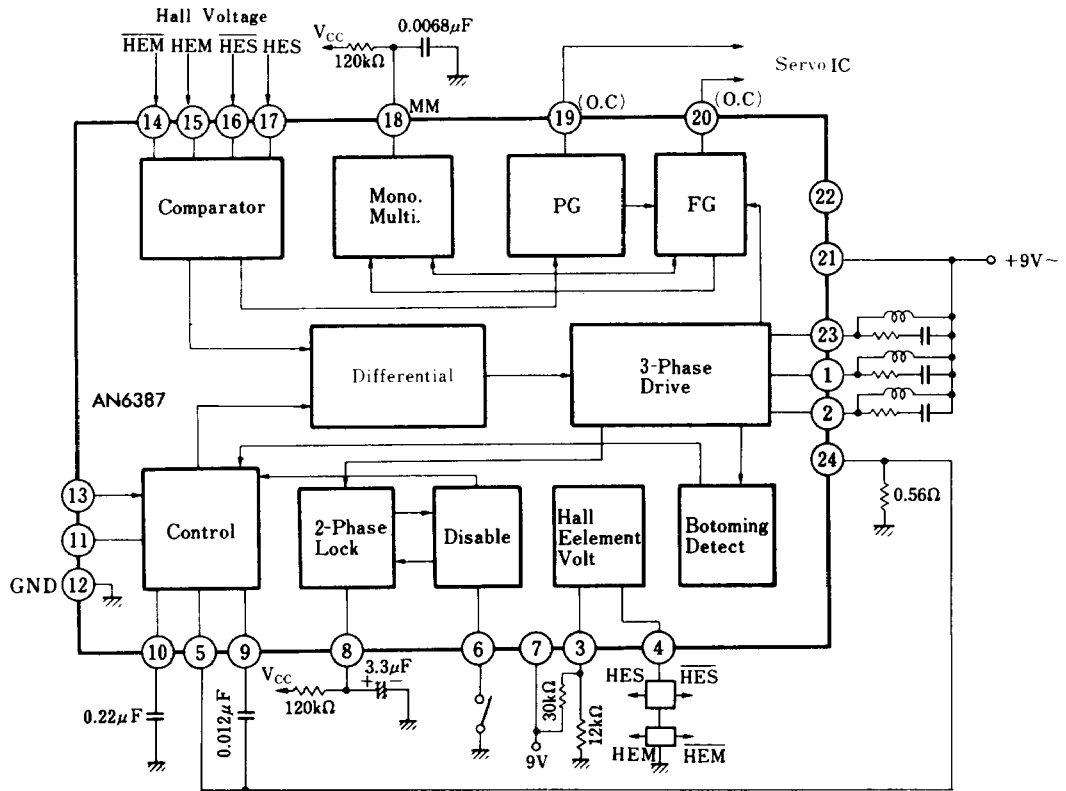 Hall Voltage
HEM HEM HES HES
VCC
0.0068μF
120kΩ
Servo IC
14 15 16 17
18 MM
19 (O.C)
20 (O.C)
Comparator
Mono.
Multi.
PG
FG
22
21
+9V~
23
1
2
24
Differential
3-Phase
Drive
AN6387
0.56Ω
13
11
GND 12
Control
2-Phase
Lock
Disable
Hall
Eelement
Volt
Botoming
Detect
10 5 9 8 6 7 3 4
0.22μF
0.012μF
VCC
120kΩ
3.3μF
+ −
30kΩ
9V
12kΩ
HES HES
HEM HEM